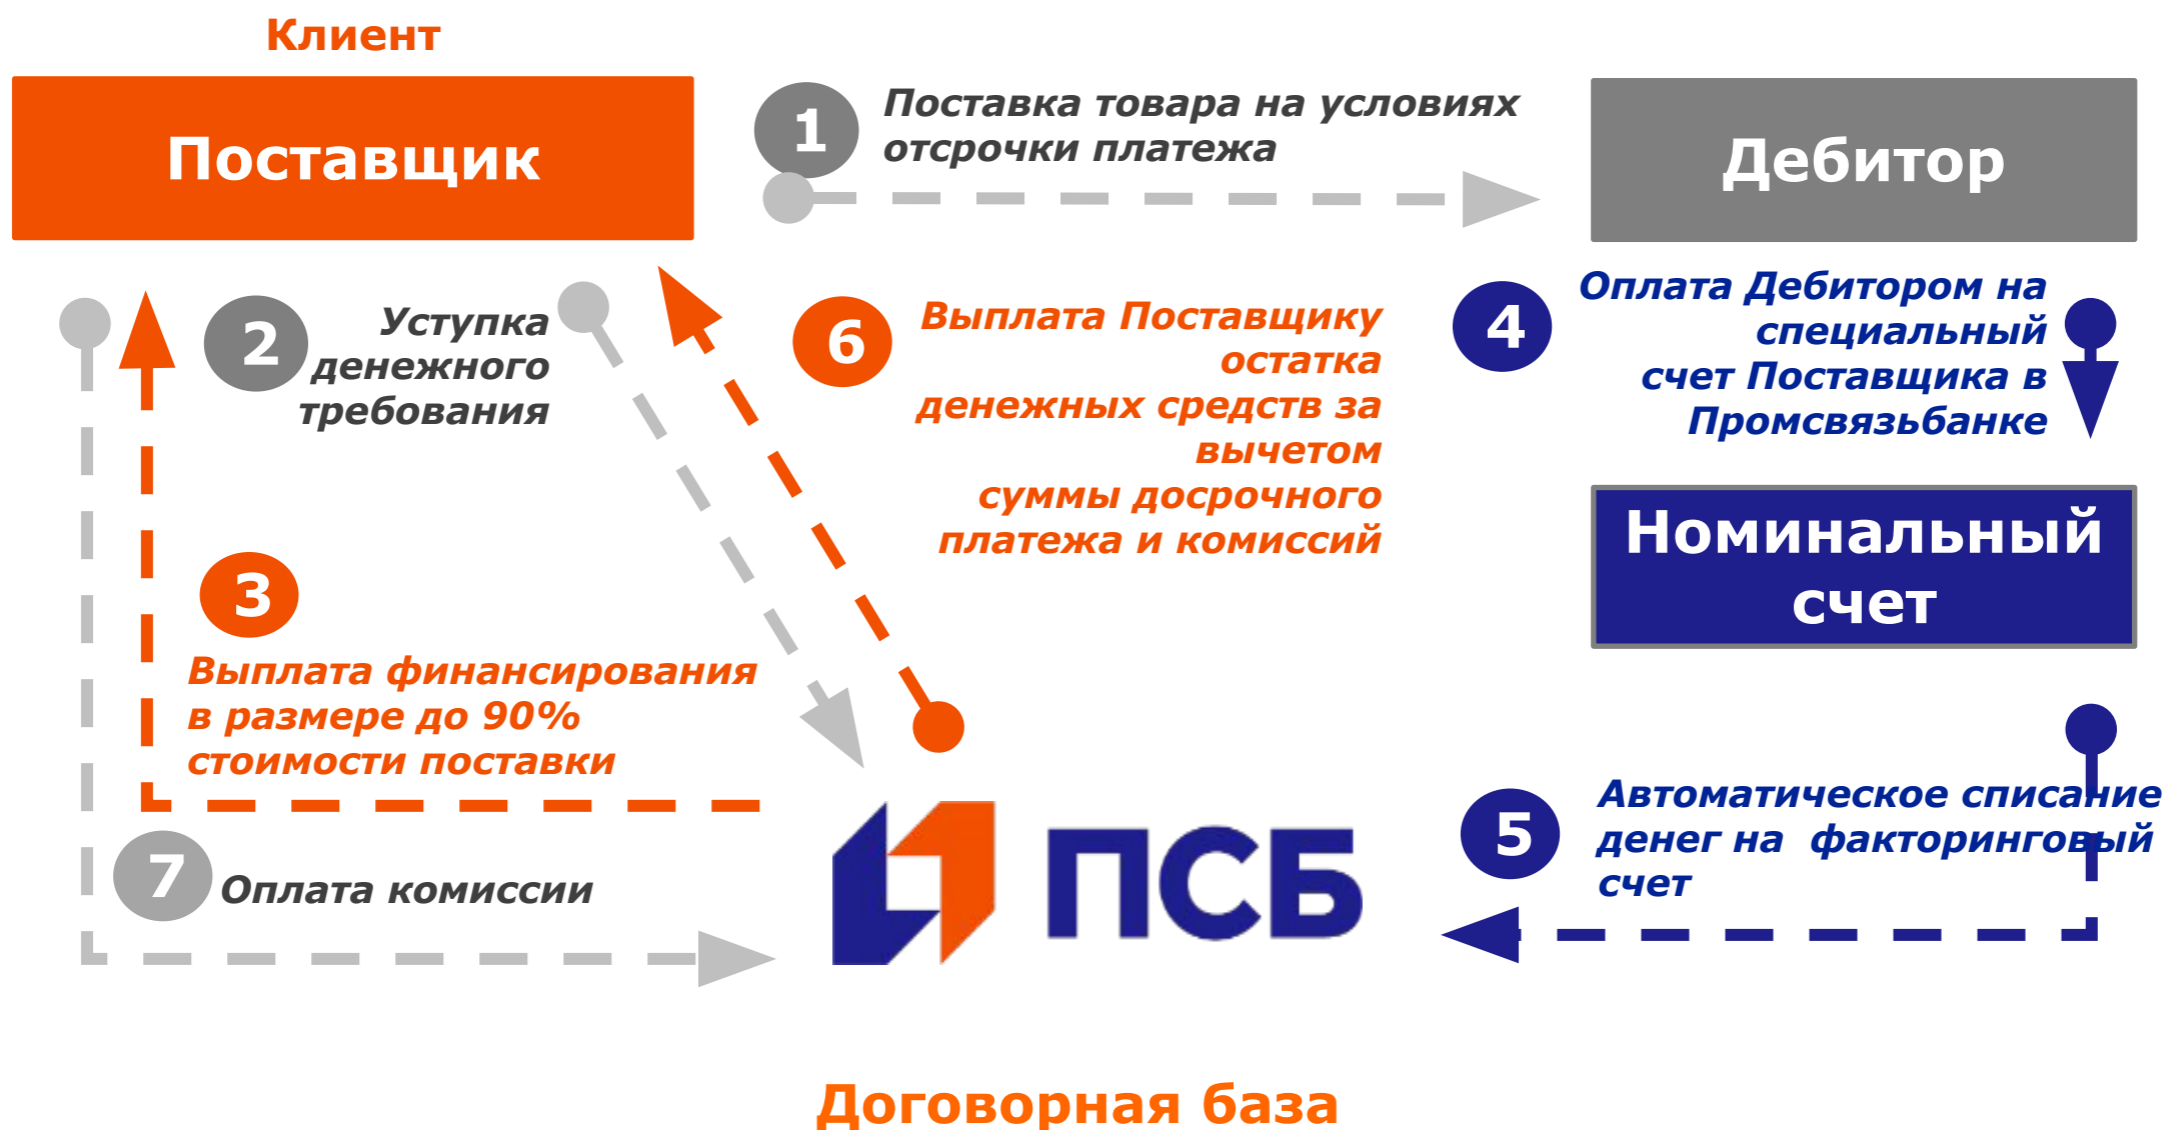 Клиент
Поставщик
1
Поставка товара на условиях
отсрочки платежа
Дебитор
2
Уступка
денежного
требования
6
Выплата Поставщику
остатка
денежных средств за
вычетом
суммы досрочного
платежа и комиссий
4
Оплата Дебитором на
специальный
счет Поставщика в
Промсвязьбанке
Номинальный
счет
3
Выплата финансирования
в размере до 90%
стоимости поставки
7
Оплата комиссии
ПСБ
5
Автоматическое списание
денег на факторинговый
счет
Договорная база